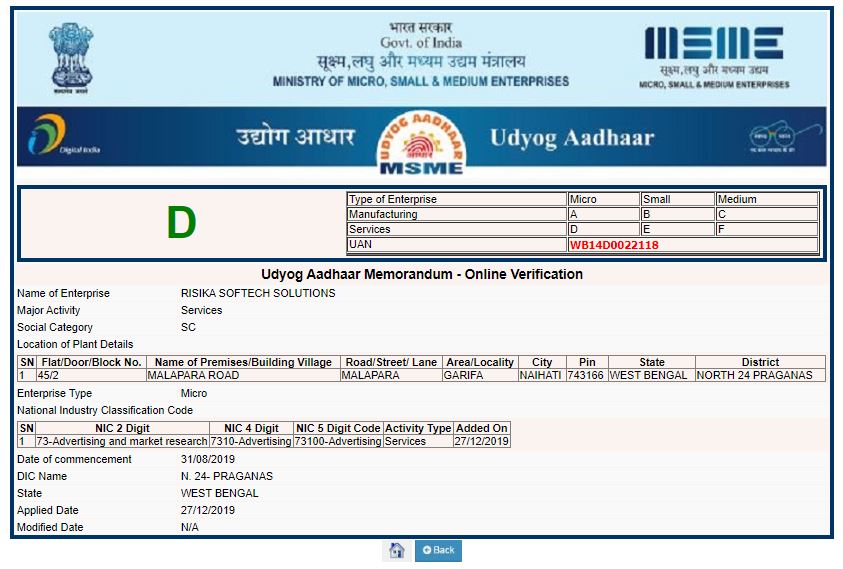 भारत सरकार
Govt. of India
सूक्ष्म,लघु और मध्यम उद्यम मंत्रालय
MINISTRY OF MICRO, SMALL & MEDIUM ENTERPRISES
सत्यमेव जयते
MSME
सूक्ष्म,लघु और मध्यम उद्यम
MICRO, SMALL & MEDIUM ENTERPRISES
Digital India
उद्योग आधार
UDYOG AADHAAR
आधार
MSME
Udyog Aadhaar
D
Type of Enterprise Micro Small Medium
Manufacturing A B C
Services D E F
UAN WB14D0022118
Udyog Aadhaar Memorandum - Online Verification
Name of Enterprise RISIKA SOFTECH SOLUTIONS
Major Activity Services
Social Category SC
Location of Plant Details
SN Flat/Door/Block No. Name of Premises/Building Village Road/Street/ Lane Area/Locality City Pin State District
1 45/2 MALAPARA ROAD MALAPARA GARIFA NAIHATI 743166 WEST BENGAL NORTH 24 PRAGANAS
Enterprise Type Micro
National Industry Classification Code
SN NIC 2 Digit NIC 4 Digit NIC 5 Digit Code Activity Type Added On
1 73-Advertising and market research 7310-Advertising 73100-Advertising Services 27/12/2019
Date of commencement 31/08/2019
DIC Name N. 24- PRAGANAS
State WEST BENGAL
Applied Date 27/12/2019
Modified Date N/A
Back